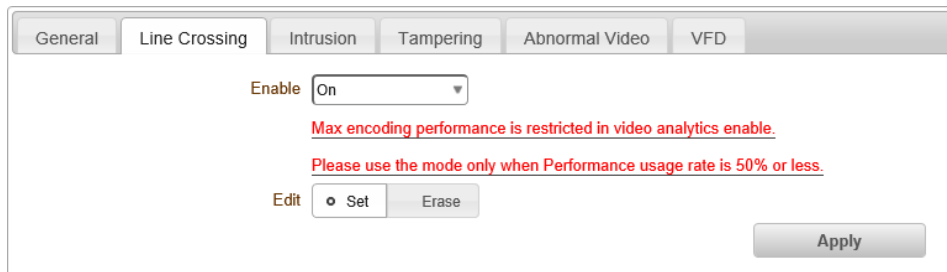 General Line Crossing Intrusion Tampering Abnormal Video VFD
Enable On
Max encoding performance is restricted in video analytics enable.
Please use the mode only when Performance usage rate is 50% or less.
Edit Set Erase
Apply